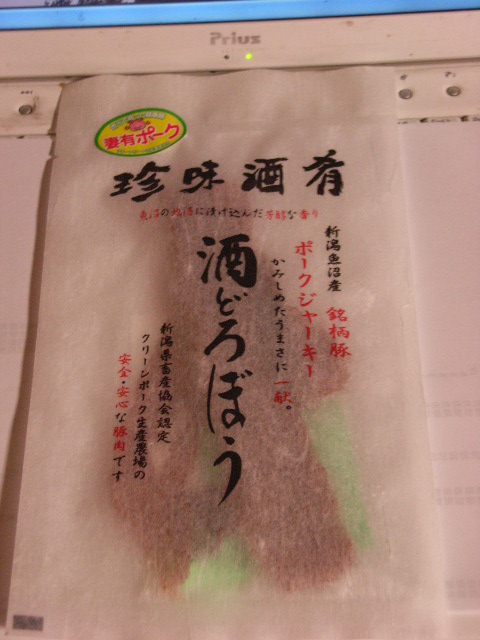 Prius
妻有ポーク
珍味酒肴
魚沼の地酒に漬け込んだ芳醇な香り
新潟魚沼産 銘柄豚
ポークジャーキー
かみしめたうまさに一献。
酒どろぼう
新潟県畜産協会認定
クリーンポーク生産農場の
安全・安心な豚肉です